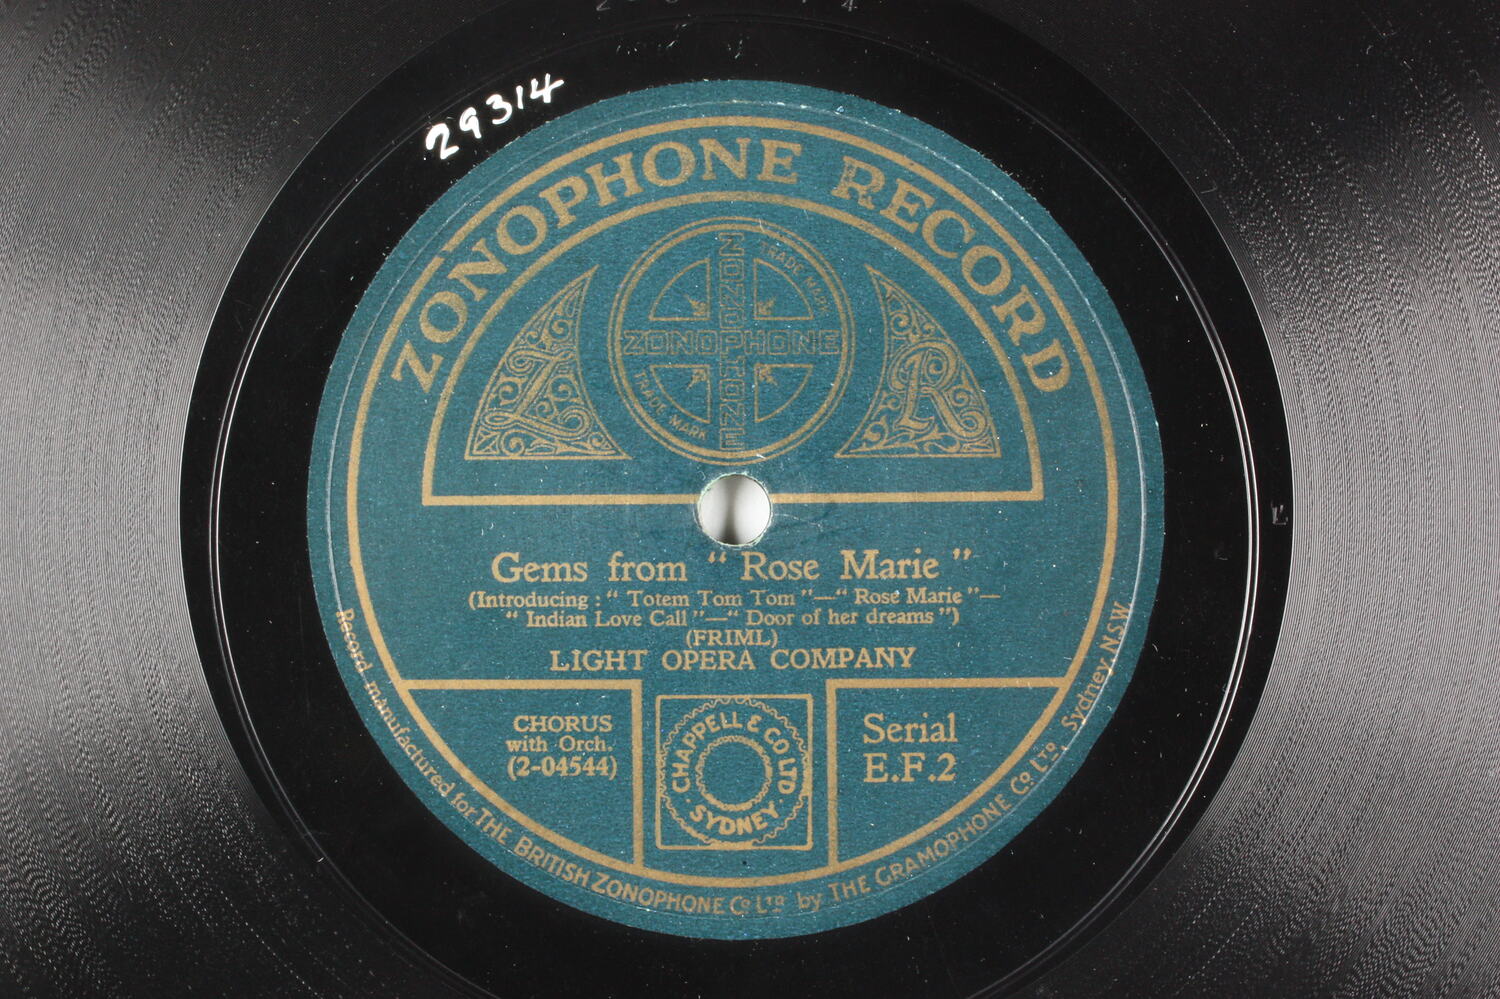 29314
ZONOPHONE RECORD
ZONOPHONE
ZONOPHONE
TRADE MARK
TRADE MARK
Z
R
Gems from " Rose Marie "
(Introducing : " Totem Tom Tom "—" Rose Marie "—
" Indian Love Call "—" Door of her dreams ")
(FRIML)
LIGHT OPERA COMPANY
CHORUS
with Orch.
(2-04544)
CHAPPELL & CO LTD
· SYDNEY ·
Serial
E.F.2
Record manufactured for THE BRITISH ZONOPHONE Co LTD by THE GRAMOPHONE Co LTD, Sydney, N.S.W.